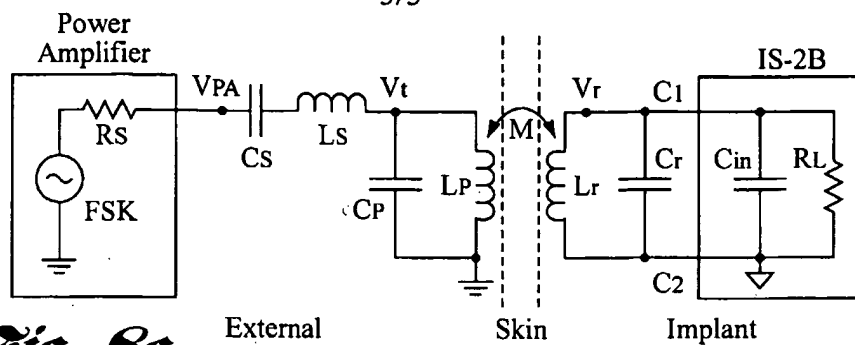 Power
Amplifier
IS-2B
VPA
Vt
Vr
C1
RS
M
CS
LS
Cr
Cin
RL
LP
Lr
CP
FSK
C2
External
Skin
Implant